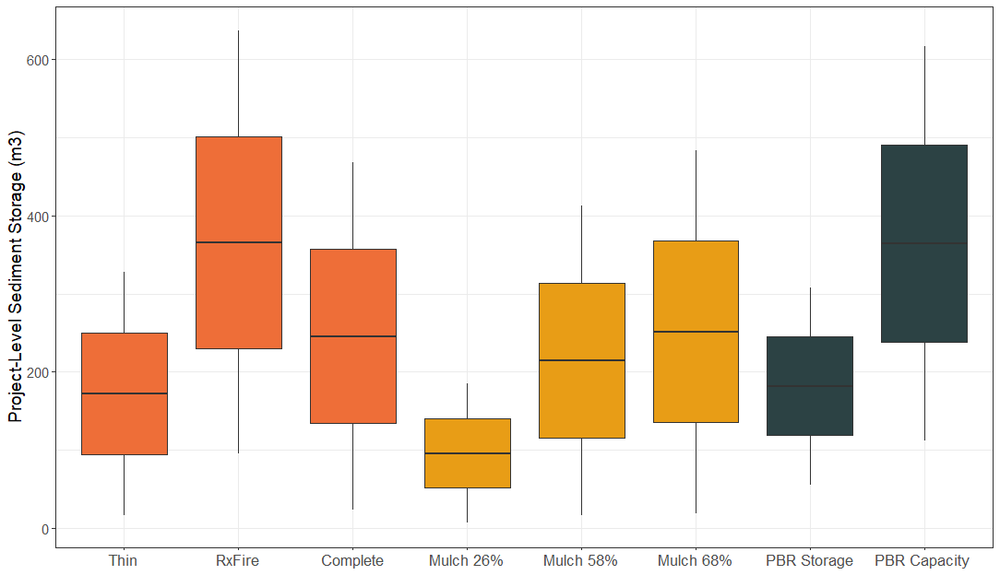 Project-Level Sediment Storage (m3)
600
400
200
0
Thin RxFire Complete Mulch 26% Mulch 58% Mulch 68% PBR Storage PBR Capacity